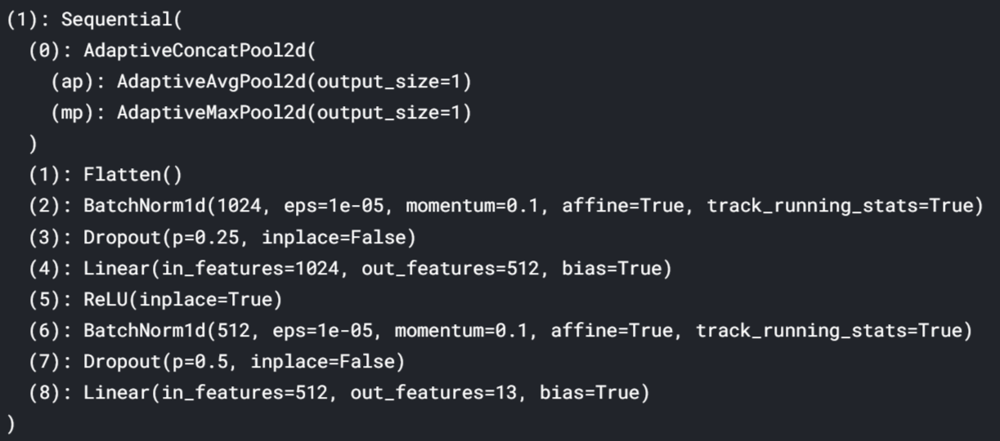 (1): Sequential(
  (0): AdaptiveConcatPool2d(
    (ap): AdaptiveAvgPool2d(output_size=1)
    (mp): AdaptiveMaxPool2d(output_size=1)
  )
  (1): Flatten()
  (2): BatchNorm1d(1024, eps=1e-05, momentum=0.1, affine=True, track_running_stats=True)
  (3): Dropout(p=0.25, inplace=False)
  (4): Linear(in_features=1024, out_features=512, bias=True)
  (5): ReLU(inplace=True)
  (6): BatchNorm1d(512, eps=1e-05, momentum=0.1, affine=True, track_running_stats=True)
  (7): Dropout(p=0.5, inplace=False)
  (8): Linear(in_features=512, out_features=13, bias=True)
)